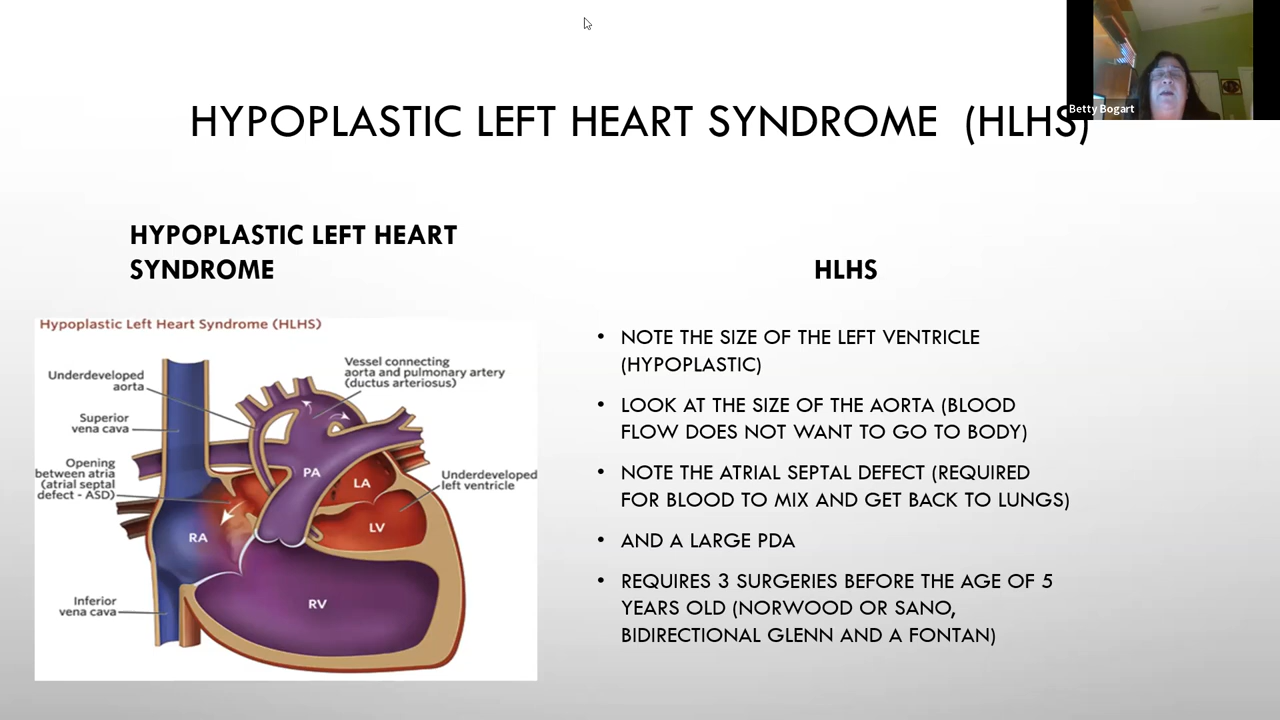 Betty Bogart
HYPOPLASTIC LEFT HEART SYNDROME (HLHS)
HYPOPLASTIC LEFT HEART
SYNDROME
Hypoplastic Left Heart Syndrome (HLHS)
Underdeveloped
aorta
Vessel connecting
aorta and pulmonary artery
(ductus arteriosus)
Superior
vena cava
Opening
between atria
(atrial septal
defect - ASD)
Underdeveloped
left ventricle
PA
LA
LV
RA
RV
Inferior
vena cava
HLHS
• NOTE THE SIZE OF THE LEFT VENTRICLE
(HYPOPLASTIC)
• LOOK AT THE SIZE OF THE AORTA (BLOOD
FLOW DOES NOT WANT TO GO TO BODY)
• NOTE THE ATRIAL SEPTAL DEFECT (REQUIRED
FOR BLOOD TO MIX AND GET BACK TO LUNGS)
• AND A LARGE PDA
• REQUIRES 3 SURGERIES BEFORE THE AGE OF 5
YEARS OLD (NORWOOD OR SANO,
BIDIRECTIONAL GLENN AND A FONTAN)